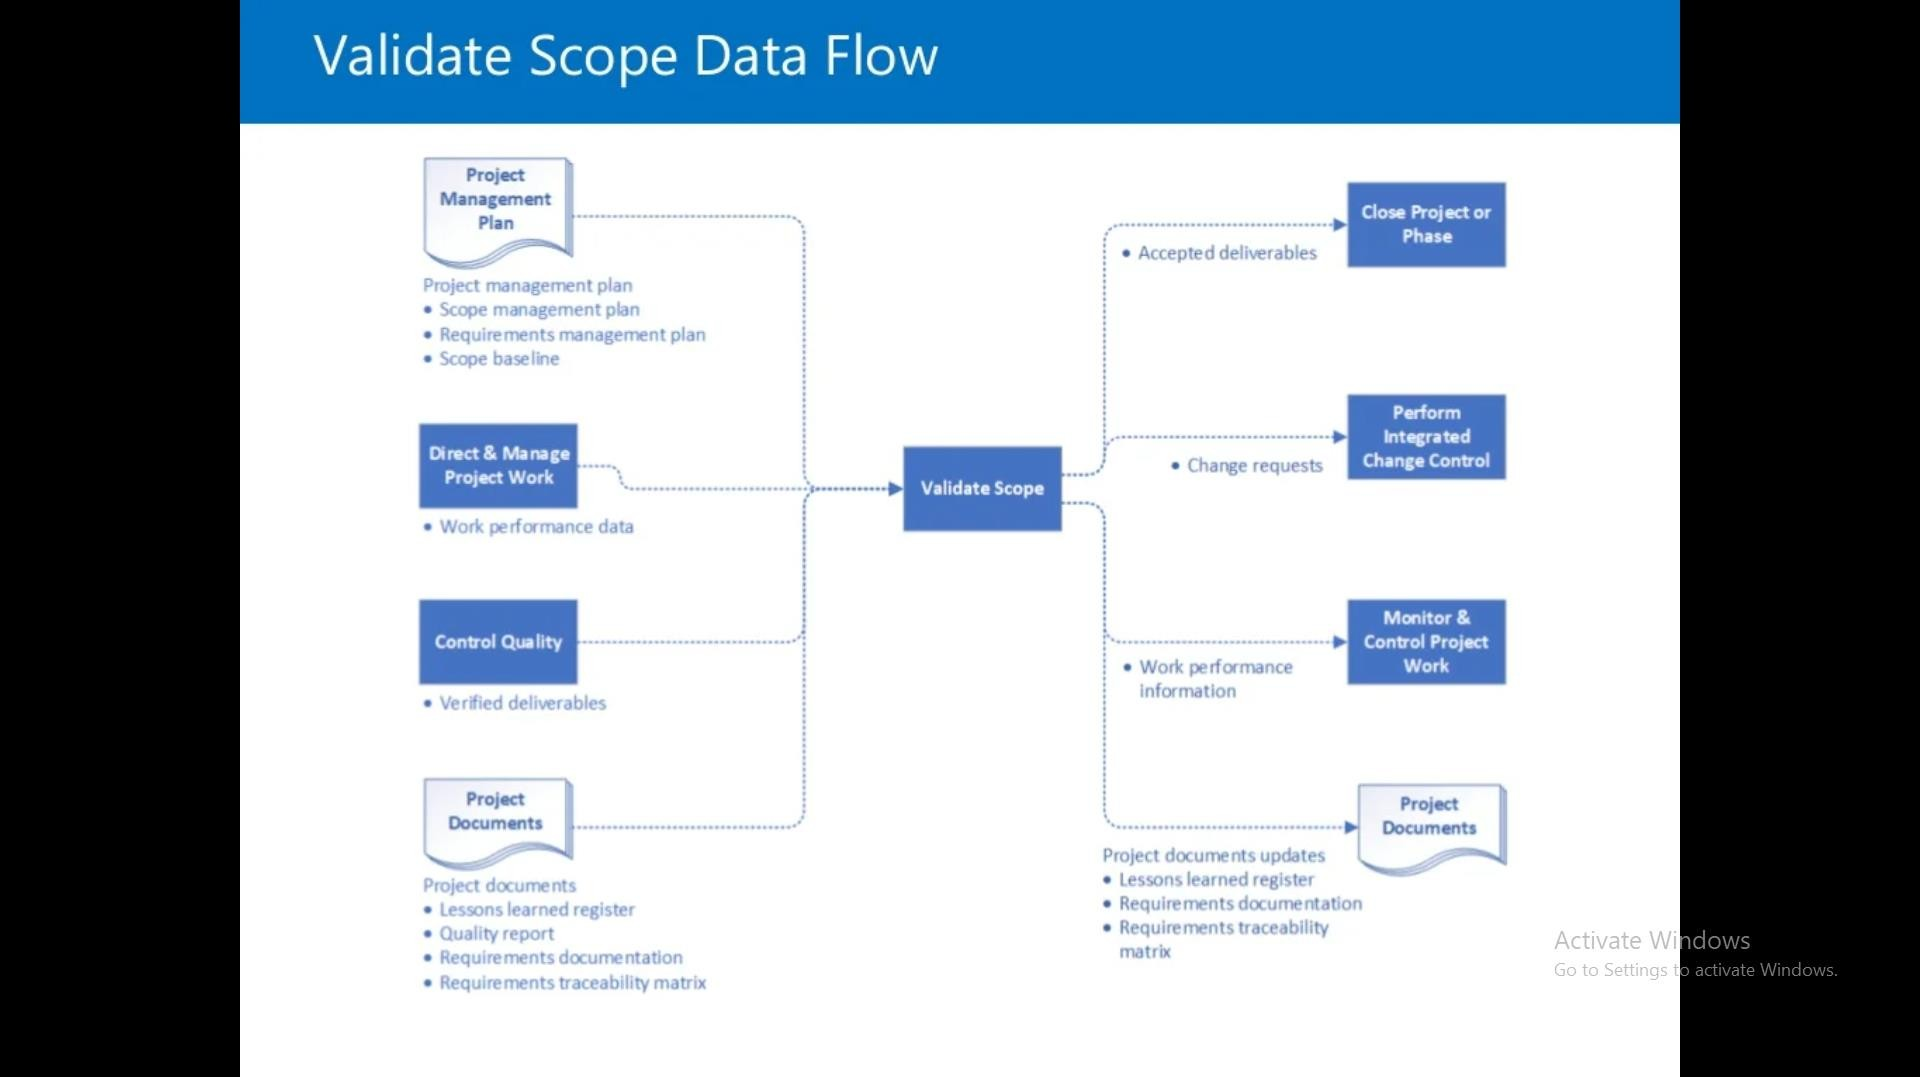 Validate Scope Data Flow
Project
Management
Plan
Project management plan
• Scope management plan
• Requirements management plan
• Scope baseline
Direct & Manage
Project Work
• Work performance data
Control Quality
• Verified deliverables
Project
Documents
Project documents
• Lessons learned register
• Quality report
• Requirements documentation
• Requirements traceability matrix
Validate Scope
Close Project or
Phase
• Accepted deliverables
Perform
Integrated
Change Control
• Change requests
Monitor &
Control Project
Work
• Work performance
information
Project
Documents
Project documents updates
• Lessons learned register
• Requirements documentation
• Requirements traceability
matrix
Activate Windows
Go to Settings to activate Windows.